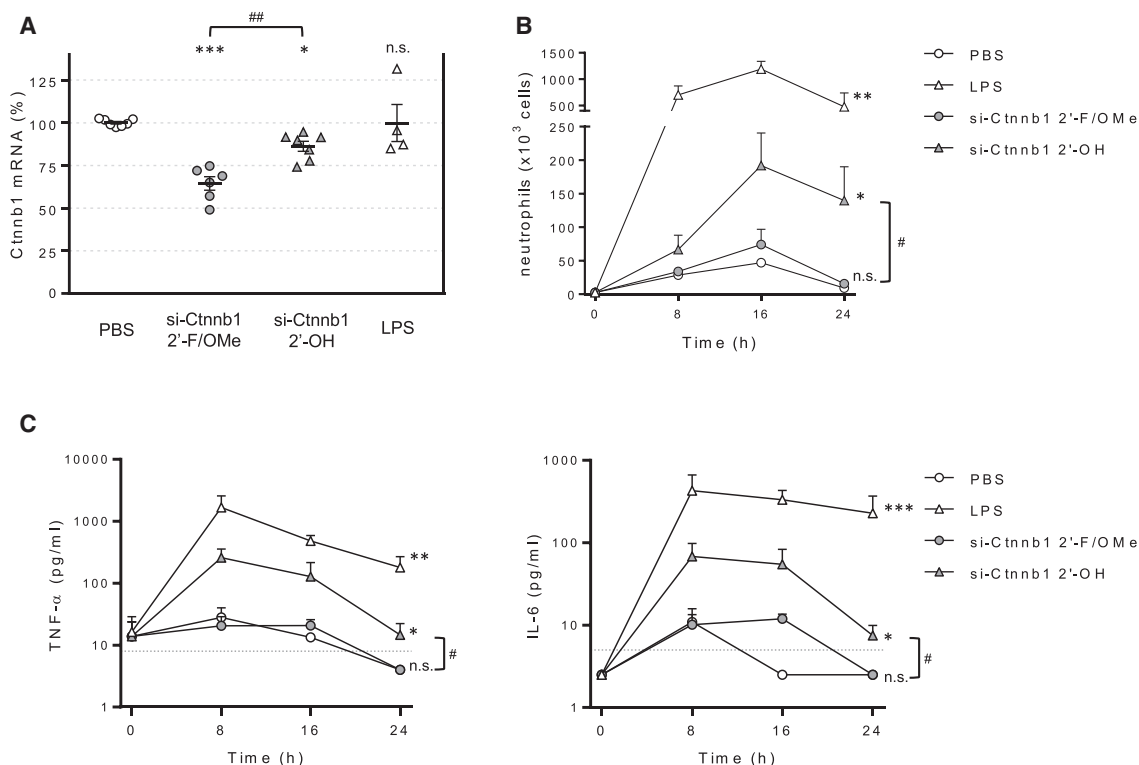 A
##
***
*
n.s.
Ctnnb1 mRNA (%)
125
100
75
50
25
0
PBS
si-Ctnnb1
2'-F/OMe
si-Ctnnb1
2'-OH
LPS
B
neutrophils (x10³ cells)
1500
1000
500
250
200
150
100
50
0
**
*
#
n.s.
0
8
16
24
Time (h)
PBS
LPS
si-Ctnnb1 2'-F/OMe
si-Ctnnb1 2'-OH
C
TNF-α (pg/ml)
10000
1000
100
10
1
**
*
#
n.s.
0
8
16
24
Time (h)
IL-6 (pg/ml)
1000
100
10
1
***
*
#
n.s.
0
8
16
24
Time (h)
PBS
LPS
si-Ctnnb1 2'-F/OMe
si-Ctnnb1 2'-OH